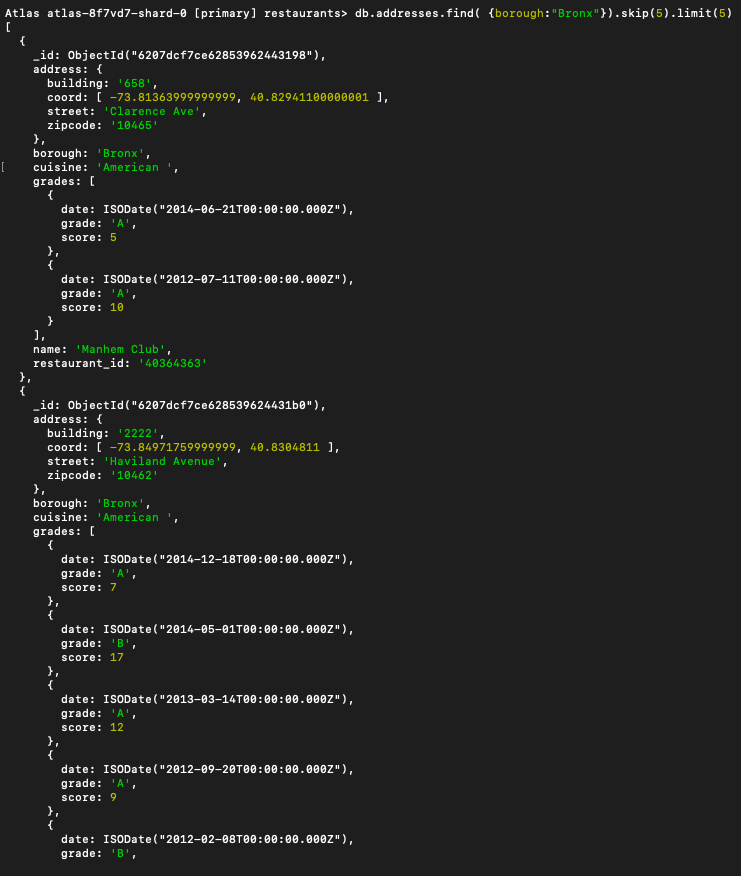 Atlas atlas-8f7vd7-shard-0 [primary] restaurants> db.addresses.find( {borough:"Bronx"}).skip(5).limit(5)
[
  {
    _id: ObjectId("6207dcf7ce62853962443198"),
    address: {
      building: '658',
      coord: [ -73.81363999999999, 40.82941100000001 ],
      street: 'Clarence Ave',
      zipcode: '10465'
    },
    borough: 'Bronx',
[   cuisine: 'American ',
    grades: [
      {
        date: ISODate("2014-06-21T00:00:00.000Z"),
        grade: 'A',
        score: 5
      },
      {
        date: ISODate("2012-07-11T00:00:00.000Z"),
        grade: 'A',
        score: 10
      }
    ],
    name: 'Manhem Club',
    restaurant_id: '40364363'
  },
  {
    _id: ObjectId("6207dcf7ce628539624431b0"),
    address: {
      building: '2222',
      coord: [ -73.84971759999999, 40.8304811 ],
      street: 'Haviland Avenue',
      zipcode: '10462'
    },
    borough: 'Bronx',
    cuisine: 'American ',
    grades: [
      {
        date: ISODate("2014-12-18T00:00:00.000Z"),
        grade: 'A',
        score: 7
      },
      {
        date: ISODate("2014-05-01T00:00:00.000Z"),
        grade: 'B',
        score: 17
      },
      {
        date: ISODate("2013-03-14T00:00:00.000Z"),
        grade: 'A',
        score: 12
      },
      {
        date: ISODate("2012-09-20T00:00:00.000Z"),
        grade: 'A',
        score: 9
      },
      {
        date: ISODate("2012-02-08T00:00:00.000Z"),
        grade: 'B',